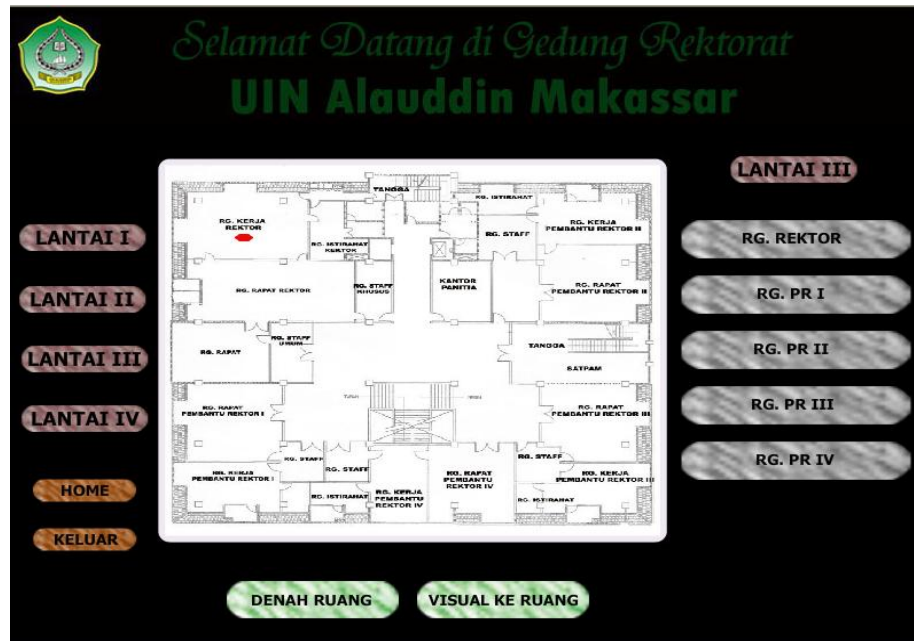 Selamat Datang di Gedung Rektorat
UIN Alauddin Makassar
LANTAI I
LANTAI II
LANTAI III
LANTAI IV
HOME
KELUAR
TANGGA
RG. ISTIRAHAT
RG. KERJA
REKTOR
RG. ISTIRAHAT
REKTOR
RG. STAFF
RG. KERJA
PEMBANTU REKTOR II
RG. RAPAT REKTOR
RG. STAFF
KHUSUS
KANTOR
PANITIA
RG. RAPAT
PEMBANTU REKTOR II
RG. RAPAT
RG. STAFF
UMUM
TANGGA
SATPAM
RG. RAPAT
PEMBANTU REKTOR I
RG. RAPAT
PEMBANTU REKTOR III
RG. STAFF
RG. STAFF
RG. STAFF
RG. KERJA
PEMBANTU REKTOR I
RG. ISTIRAHAT
RG. KERJA
PEMBANTU
REKTOR IV
RG. RAPAT
PEMBANTU
REKTOR IV
RG. KERJA
PEMBANTU REKTOR III
RG. ISTIRAHAT
LANTAI III
RG. REKTOR
RG. PR I
RG. PR II
RG. PR III
RG. PR IV
DENAH RUANG
VISUAL KE RUANG